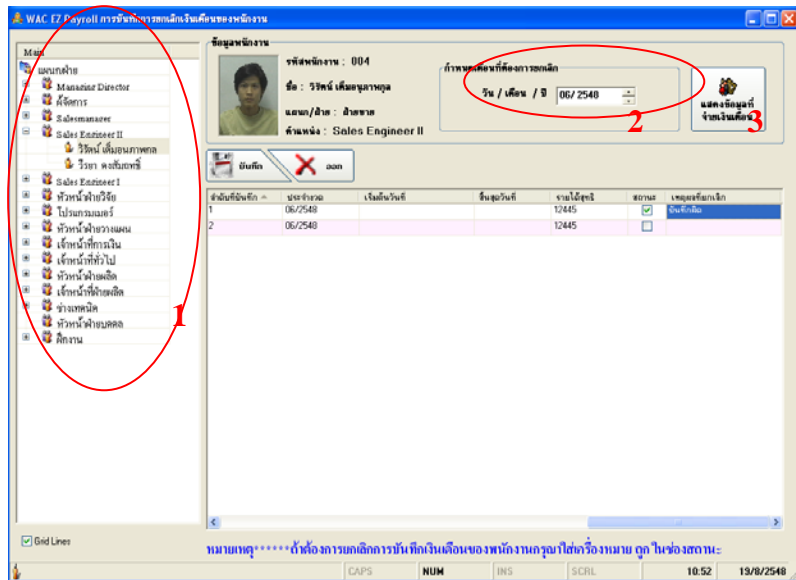 WAC EZ Payroll การบันทึกการยกเลิกเงินเดือนของพนักงาน
Main
แผนกฝ่าย
Managing Director
ผู้จัดการ
Salesmanager
Sales Engineer II
วิรัตน์ เต็มอนุภาพกุล
วีรยา คงสัมฤทธิ์
Sales Engineer I
หัวหน้าฝ่ายวิจัย
โปรแกรมเมอร์
หัวหน้าฝ่ายวางแผน
เจ้าหน้าที่การเงิน
เจ้าหน้าที่ทั่วไป
หัวหน้าฝ่ายผลิต
เจ้าหน้าที่ฝ่ายผลิต
ช่างเทคนิค
หัวหน้าฝ่ายบุคคล
ฝึกงาน
1
Grid Lines
ข้อมูลพนักงาน
รหัสพนักงาน : 004
ชื่อ : วิรัตน์ เต็มอนุภาพกุล
แผนก/ฝ่าย : ฝ่ายขาย
ตำแหน่ง : Sales Engineer II
กำหนดเดือนที่ต้องการยกเลิก
วัน / เดือน / ปี 06/ 2548
2
แสดงข้อมูลที่
จ่ายเงินเดือน
3
บันทึก ออก
ลำดับที่บันทึก ประจำงวด เริ่มต้นวันที่ สิ้นสุดวันที่ รายได้สุทธิ สถานะ เหตุผลที่ยกเลิก
1 06/2548 12445 บันทึกผิด
2 06/2548 12445
หมายเหตุ******ถ้าต้องการยกเลิกการบันทึกเงินเดือนของพนักงานกรุณาใส่เครื่องหมาย ถูก ในช่องสถานะ
CAPS NUM INS SCRL 10:52 19/8/2548